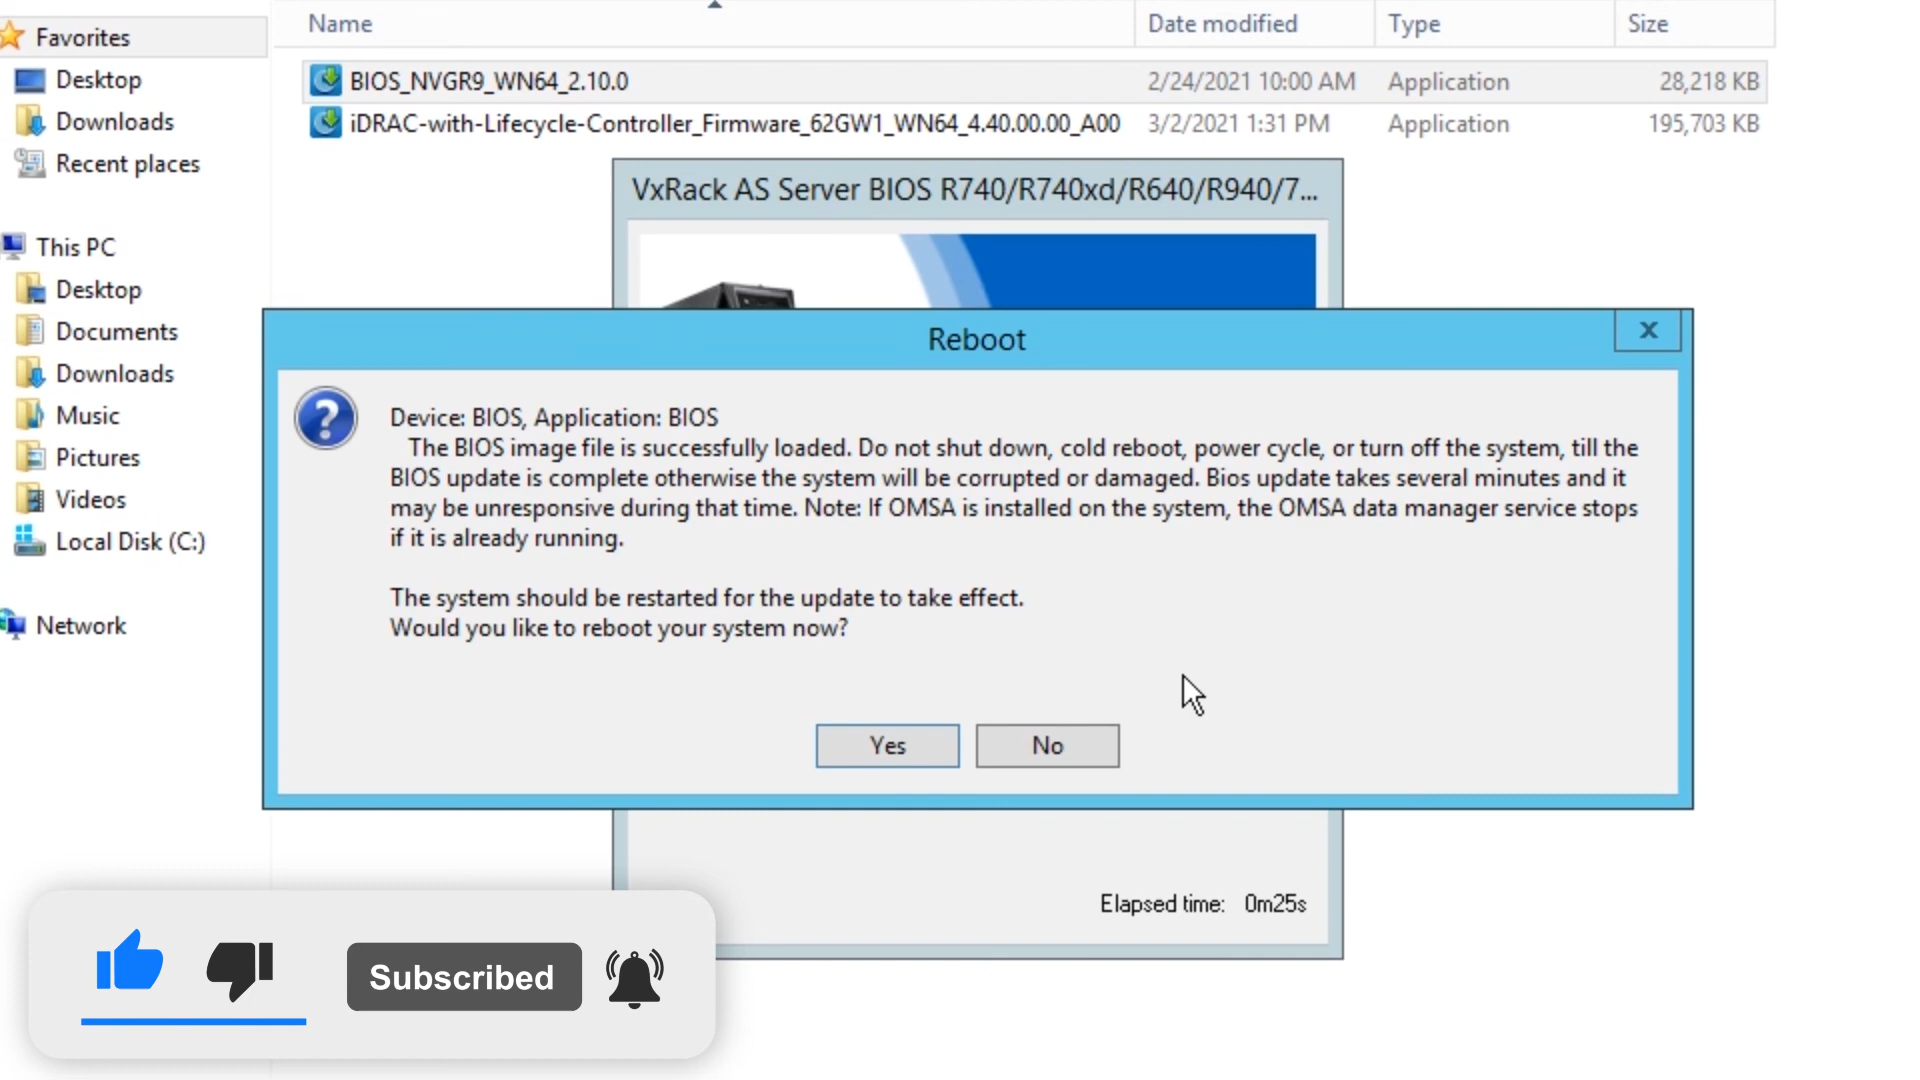 Name
Date modified
Type
Size
Favorites
Desktop
Downloads
Recent places
This PC
Desktop
Documents
Downloads
Music
Pictures
Videos
Local Disk (C:)
Network
BIOS_NVGR9_WN64_2.10.0 2/24/2021 10:00 AM Application 28,218 KB
iDRAC-with-Lifecycle-Controller_Firmware_62GW1_WN64_4.40.00.00_A00 3/2/2021 1:31 PM Application 195,703 KB
VxRack AS Server BIOS R740/R740xd/R640/R940/7...
Reboot
x
Device: BIOS, Application: BIOS
The BIOS image file is successfully loaded. Do not shut down, cold reboot, power cycle, or turn off the system, till the
BIOS update is complete otherwise the system will be corrupted or damaged. Bios update takes several minutes and it
may be unresponsive during that time. Note: If OMSA is installed on the system, the OMSA data manager service stops
if it is already running.
The system should be restarted for the update to take effect.
Would you like to reboot your system now?
Yes
No
Elapsed time: 0m25s
Subscribed